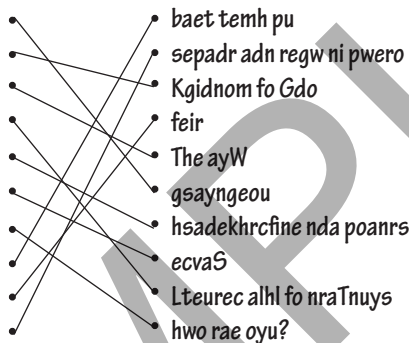 baet temh pu
sepadr adn regw ni pwero
Kgidnom fo Gdo
feir
The ayW
gsayngeou
hsadekhrcfine nda poanrs
ecvaS
Lteurec alhl fo nraTnuys
hwo rae oyu?